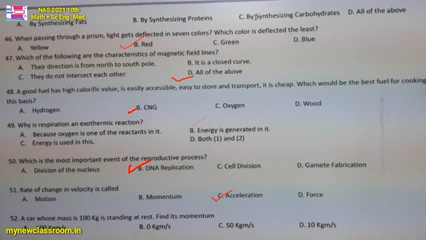 NAS 2021 10th
Math+Sc Eng. Med.
A. By Synthesizing Fats B. By Synthesizing Proteins C. By Synthesizing Carbohydrates D. All of the above
46. When passing through a prism, light gets deflected in seven colors? Which color is deflected the least?
A. Yellow B. Red C. Green D. Blue
47. Which of the following are the characteristics of magnetic field lines?
A. Their direction is from north to south pole. B. It is a closed curve.
C. They do not intersect each other D. All of the above
48. A good fuel has high calorific value, is easily accessible, easy to store and transport, it is cheap. Which would be the best fuel for cooking
this basis?
A. Hydrogen B. CNG C. Oxygen D. Wood
49. Why is respiration an exothermic reaction?
A. Because oxygen is one of the reactants in it. B. Energy is generated in it.
C. Energy is used in this. D. Both (1) and (2)
50. Which is the most important event of the reproductive process?
A. Division of the nucleus B. DNA Replication C. Cell Division D. Gamete Fabrication
51. Rate of change in velocity is called
A. Motion B. Momentum C. Acceleration D. Force
52. A car whose mass is 100 Kg is standing at rest. Find its momentum
B. 0 Kgm/s C. 50 Kgm/s D. 10 Kgm/s
mynewclassroom.in